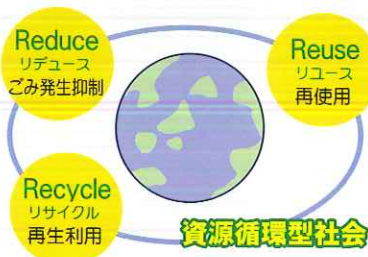 Reduce
リデュース
ごみ発生抑制
Reuse
リユース
再使用
Recycle
リサイクル
再生利用
資源循環型社会